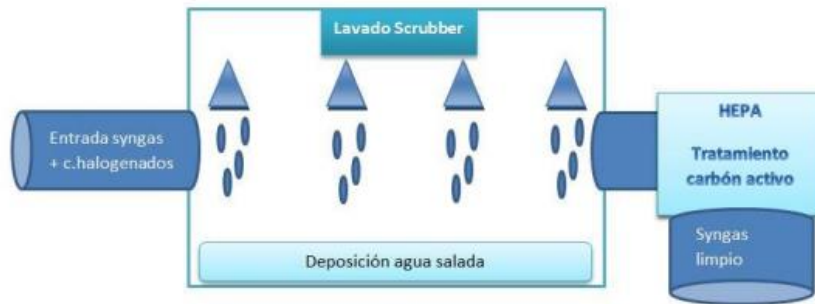 Lavado Scrubber
Entrada syngas
+ c.halogenados
HEPA
Tratamiento
carbón activo
Deposición agua salada
Syngas
limpio